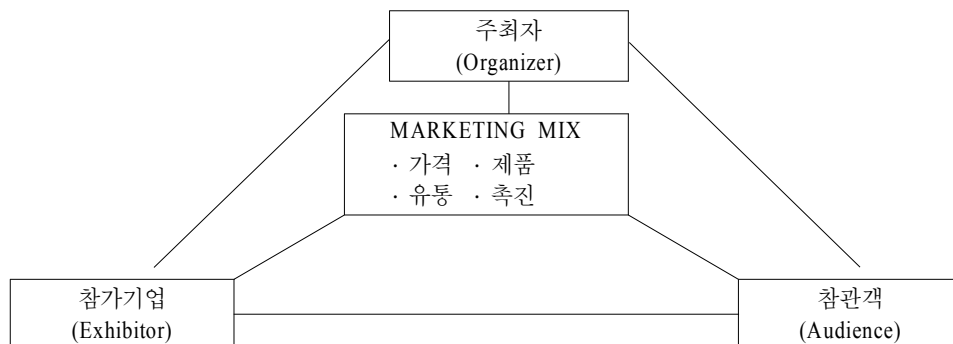 주최자
(Organizer)
MARKETING MIX
· 가격 · 제품
· 유통 · 촉진
참가기업
(Exhibitor)
참관객
(Audience)